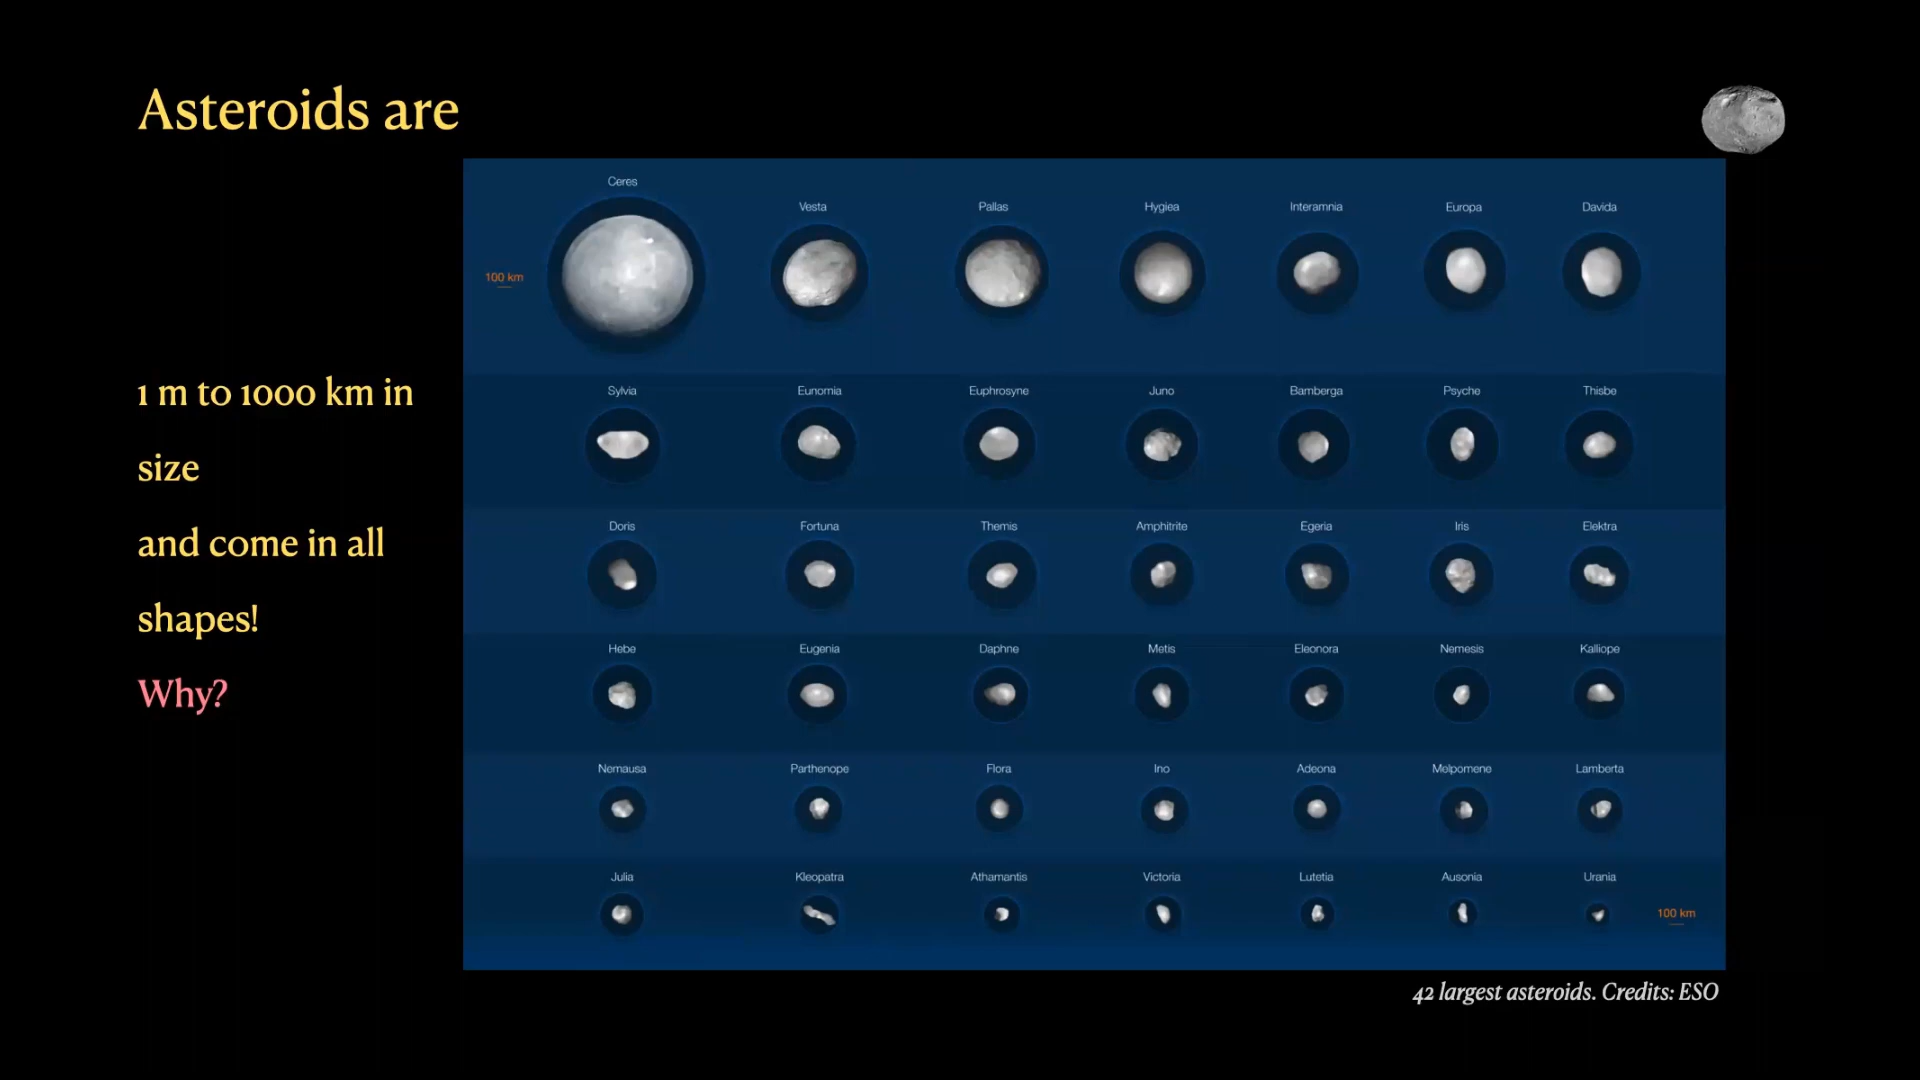 Asteroids are
Ceres
Vesta Pallas Hygiea Interamnia Europa Davida
100 km
Sylvia Eunomia Euphrosyne Juno Bamberga Psyche Thisbe
1 m to 1000 km in
size
and come in all
shapes!
Why?
Doris Fortuna Themis Amphitrite Egeria Iris Elektra
Hebe Eugenia Daphne Metis Eleonora Nemesis Kalliope
Nemausa Parthenope Flora Ino Adeona Melpomene Lamberta
Julia Kleopatra Athamantis Victoria Lutetia Ausonia Urania
100 km
42 largest asteroids. Credits: ESO